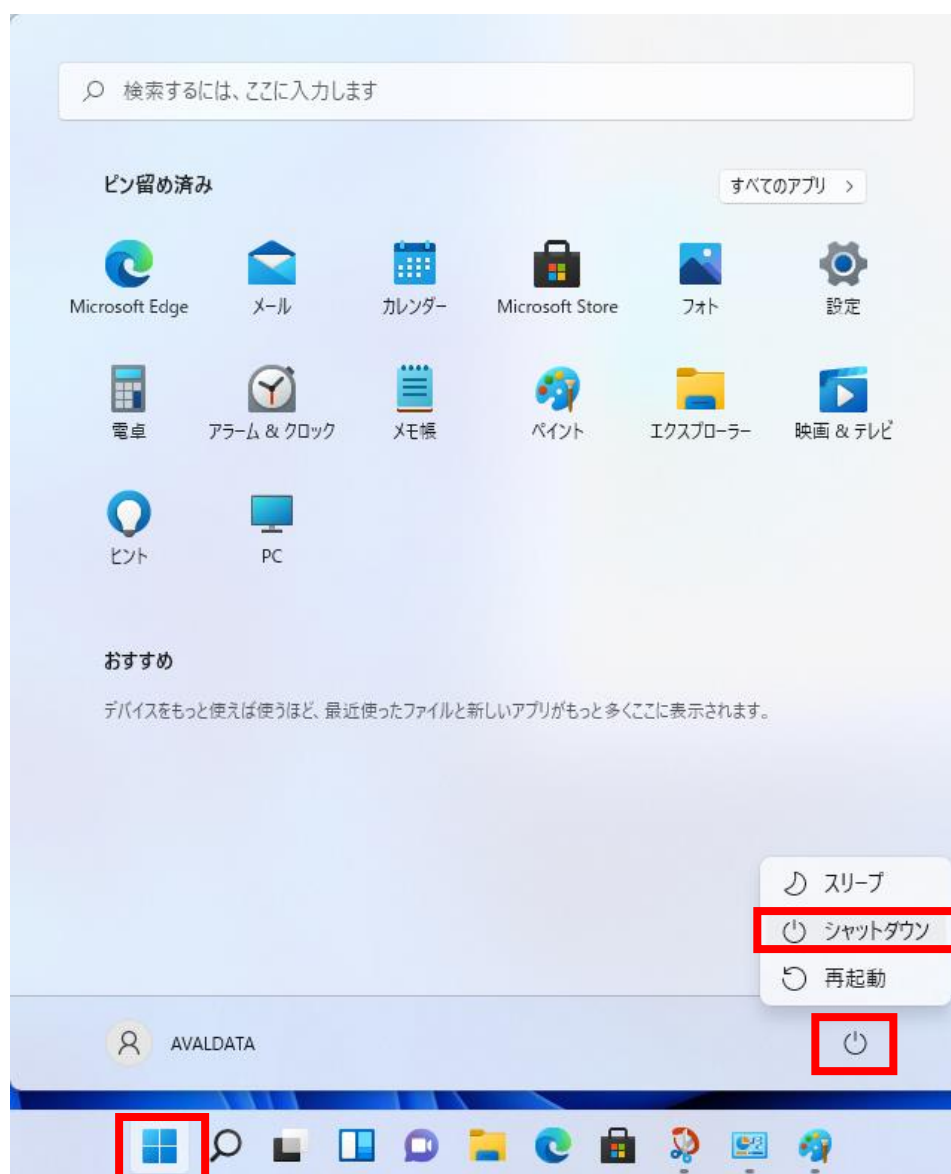 検索するには、ここに入力します
ピン留め済み
すべてのアプリ >
Microsoft Edge メール カレンダー Microsoft Store フォト 設定
電卓 アラーム & クロック メモ帳 ペイント エクスプローラー 映画 & テレビ
ヒント PC
おすすめ
デバイスをもっと使えば使うほど、最近使ったファイルと新しいアプリがもっと多くここに表示されます。
スリープ
シャットダウン
再起動
AVALDATA